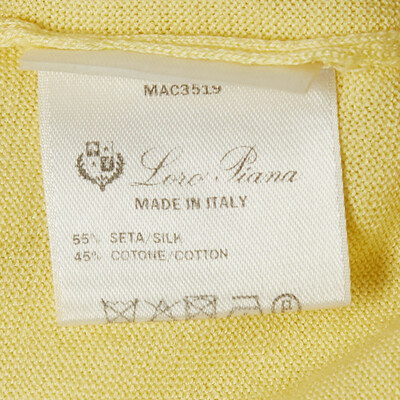 MAC3519
Loro Piana
MADE IN ITALY
55% SETA/SILK
45% COTONE/COTTON